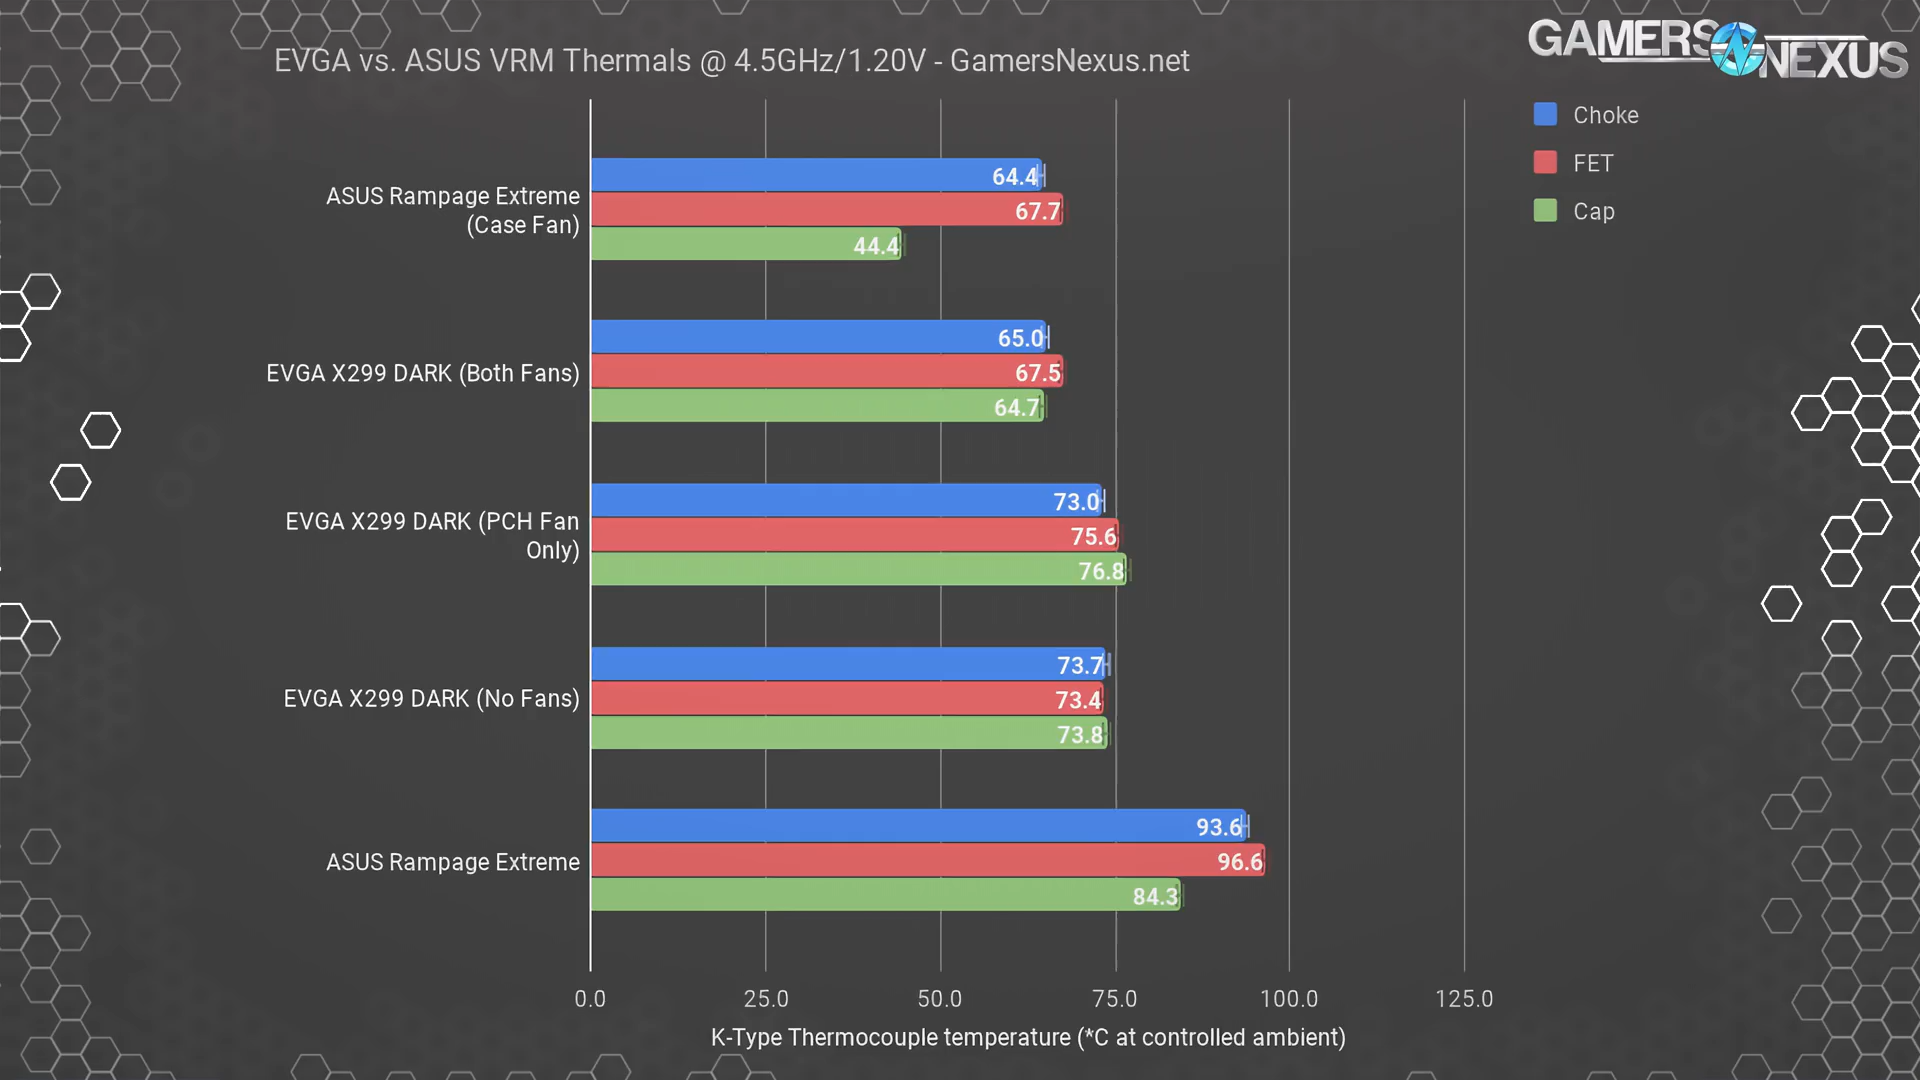 EVGA vs. ASUS VRM Thermals @ 4.5GHz/1.20V - GamersNexus.net
GAMERS NEXUS
Choke
FET
Cap
ASUS Rampage Extreme
(Case Fan)
64.4
67.7
44.4
EVGA X299 DARK (Both Fans)
65.0
67.5
64.7
EVGA X299 DARK (PCH Fan
Only)
73.0
75.6
76.8
EVGA X299 DARK (No Fans)
73.7
73.4
73.8
ASUS Rampage Extreme
93.6
96.6
84.3
0.0 25.0 50.0 75.0 100.0 125.0
K-Type Thermocouple temperature (*C at controlled ambient)